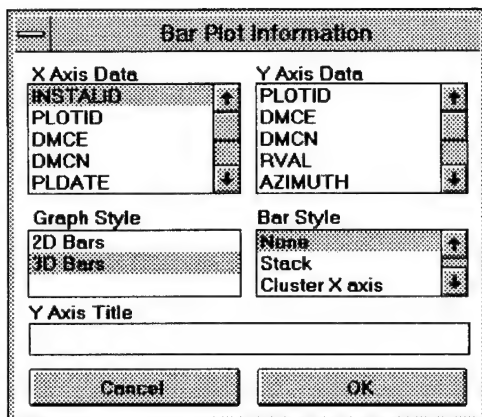 Bar Plot Information
X Axis Data
INSTALID
PLOTID
DMCE
DMCN
PLDATE
Y Axis Data
PLOTID
DMCE
DMCN
RVAL
AZIMUTH
Graph Style
2D Bars
3D Bars
Bar Style
None
Stack
Cluster X axis
Y Axis Title
Cancel
OK